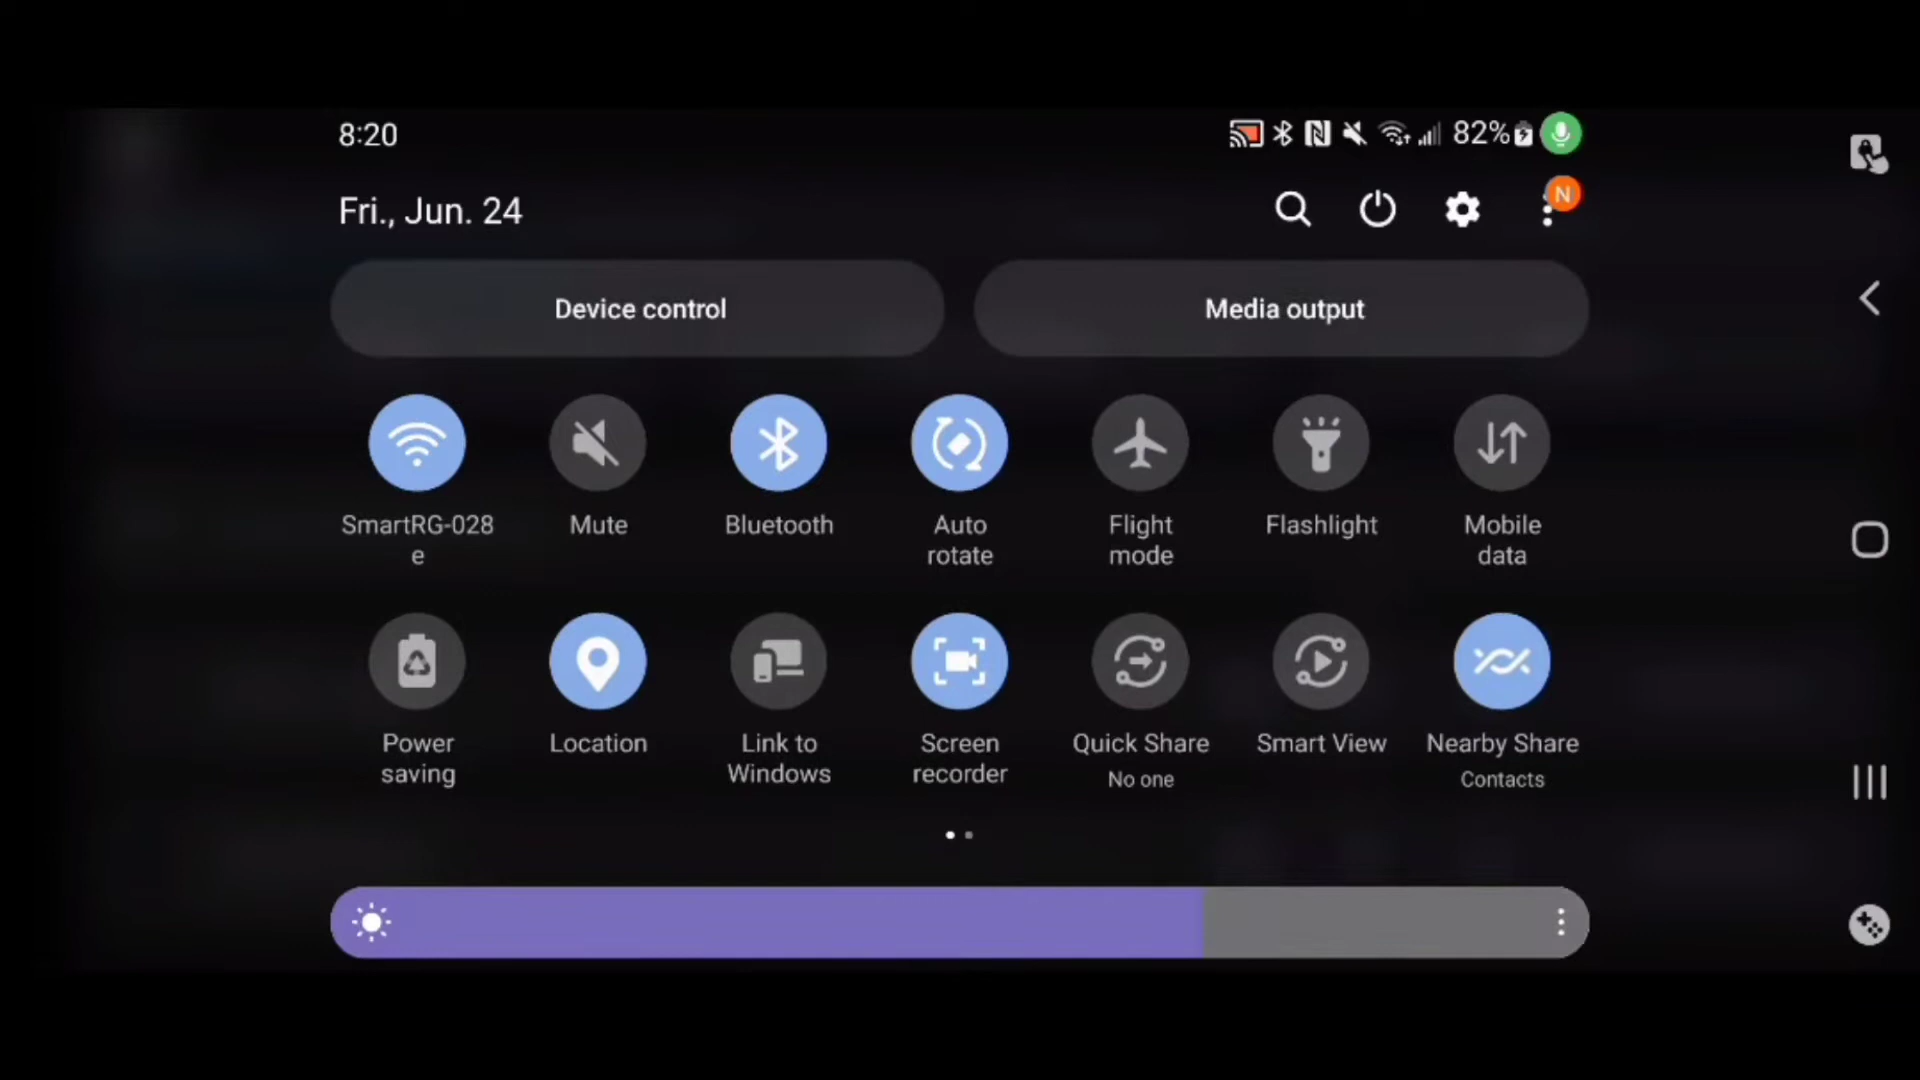 8:20
82%
Fri., Jun. 24
N
Device control
Media output
SmartRG-028
e
Mute
Bluetooth
Auto
rotate
Flight
mode
Flashlight
Mobile
data
Power
saving
Location
Link to
Windows
Screen
recorder
Quick Share
No one
Smart View
Nearby Share
Contacts